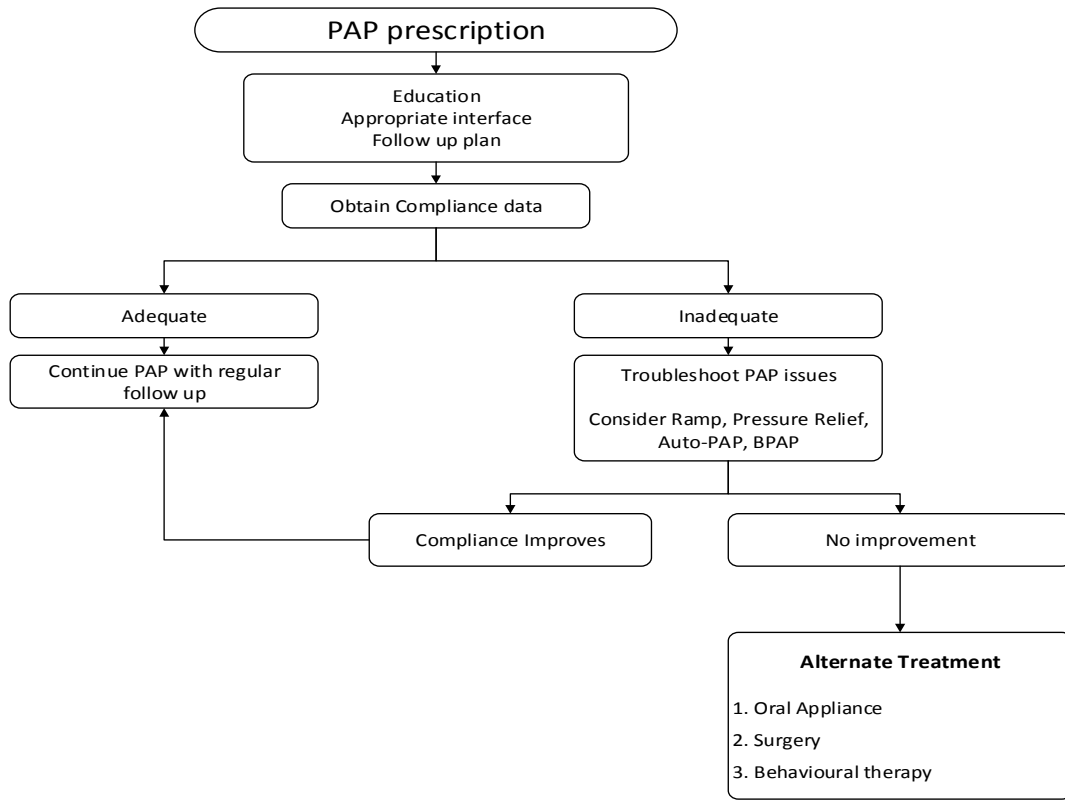 PAP prescription
Education
Appropriate interface
Follow up plan
Obtain Compliance data
Adequate
Inadequate
Continue PAP with regular
follow up
Troubleshoot PAP issues
Consider Ramp, Pressure Relief,
Auto-PAP, BPAP
Compliance Improves
No improvement
Alternate Treatment
1. Oral Appliance
2. Surgery
3. Behavioural therapy